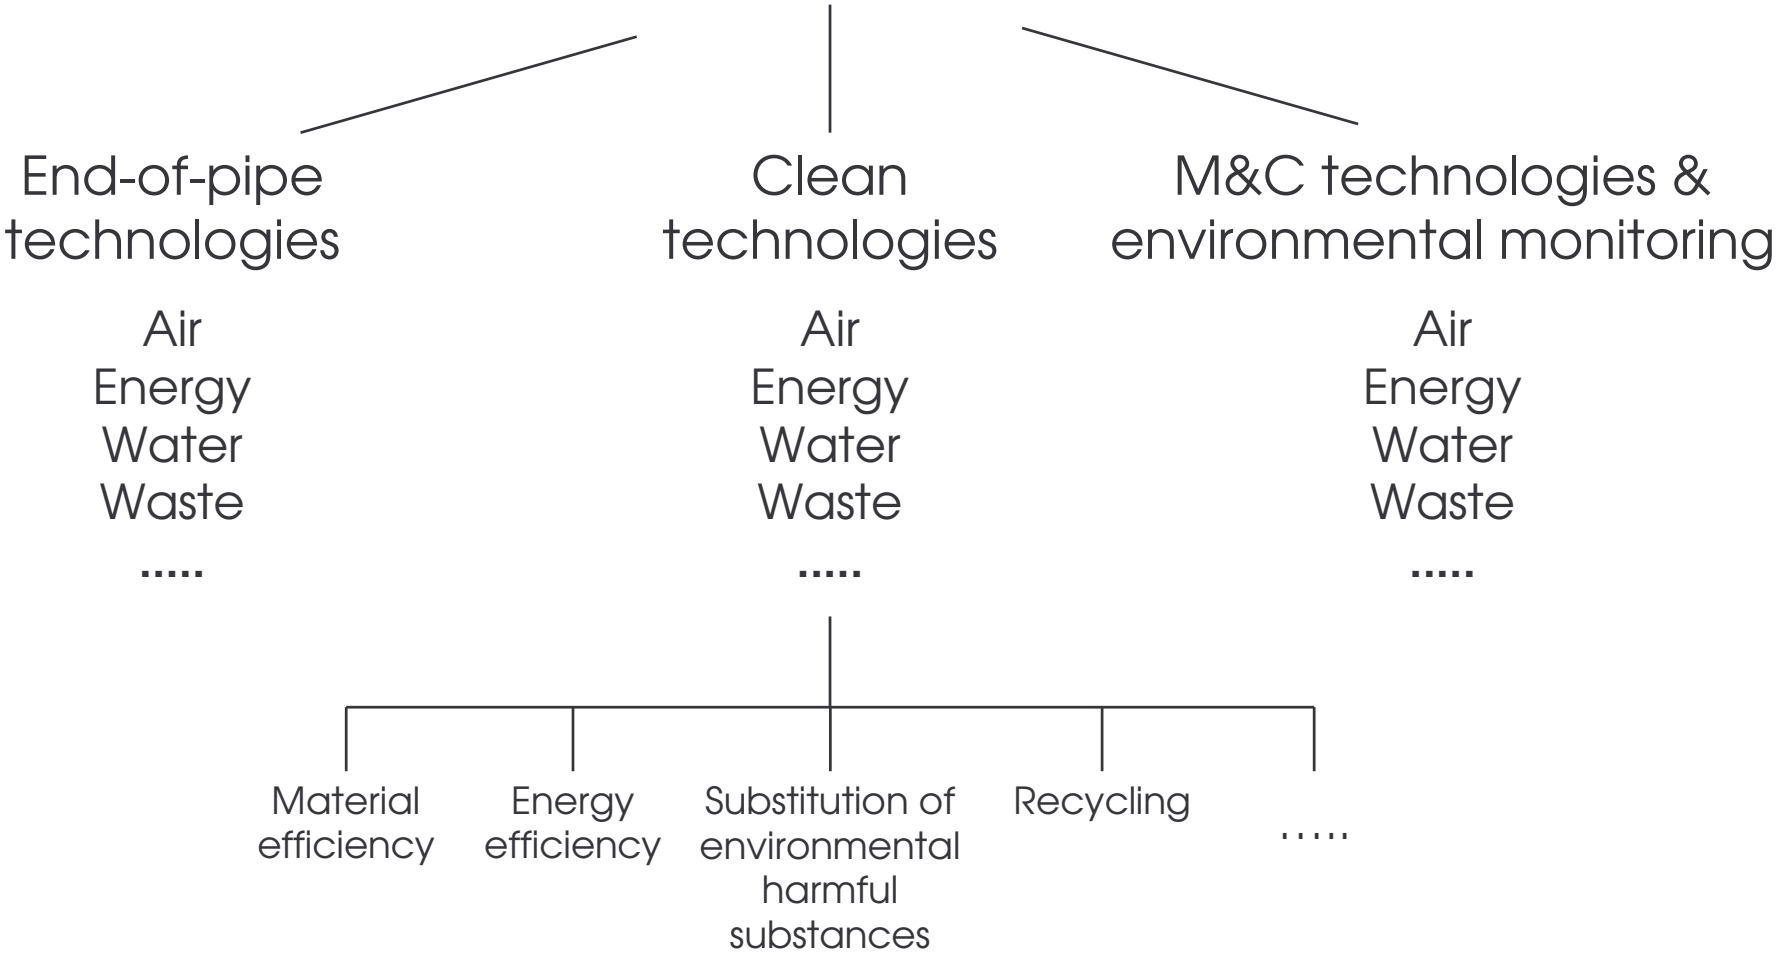 End-of-pipe
technologies
Air
Energy
Water
Waste
.....
Clean
technologies
Air
Energy
Water
Waste
.....
M&C technologies &
environmental monitoring
Air
Energy
Water
Waste
.....
Material
efficiency
Energy
efficiency
Substitution of
environmental
harmful
substances
Recycling
.....